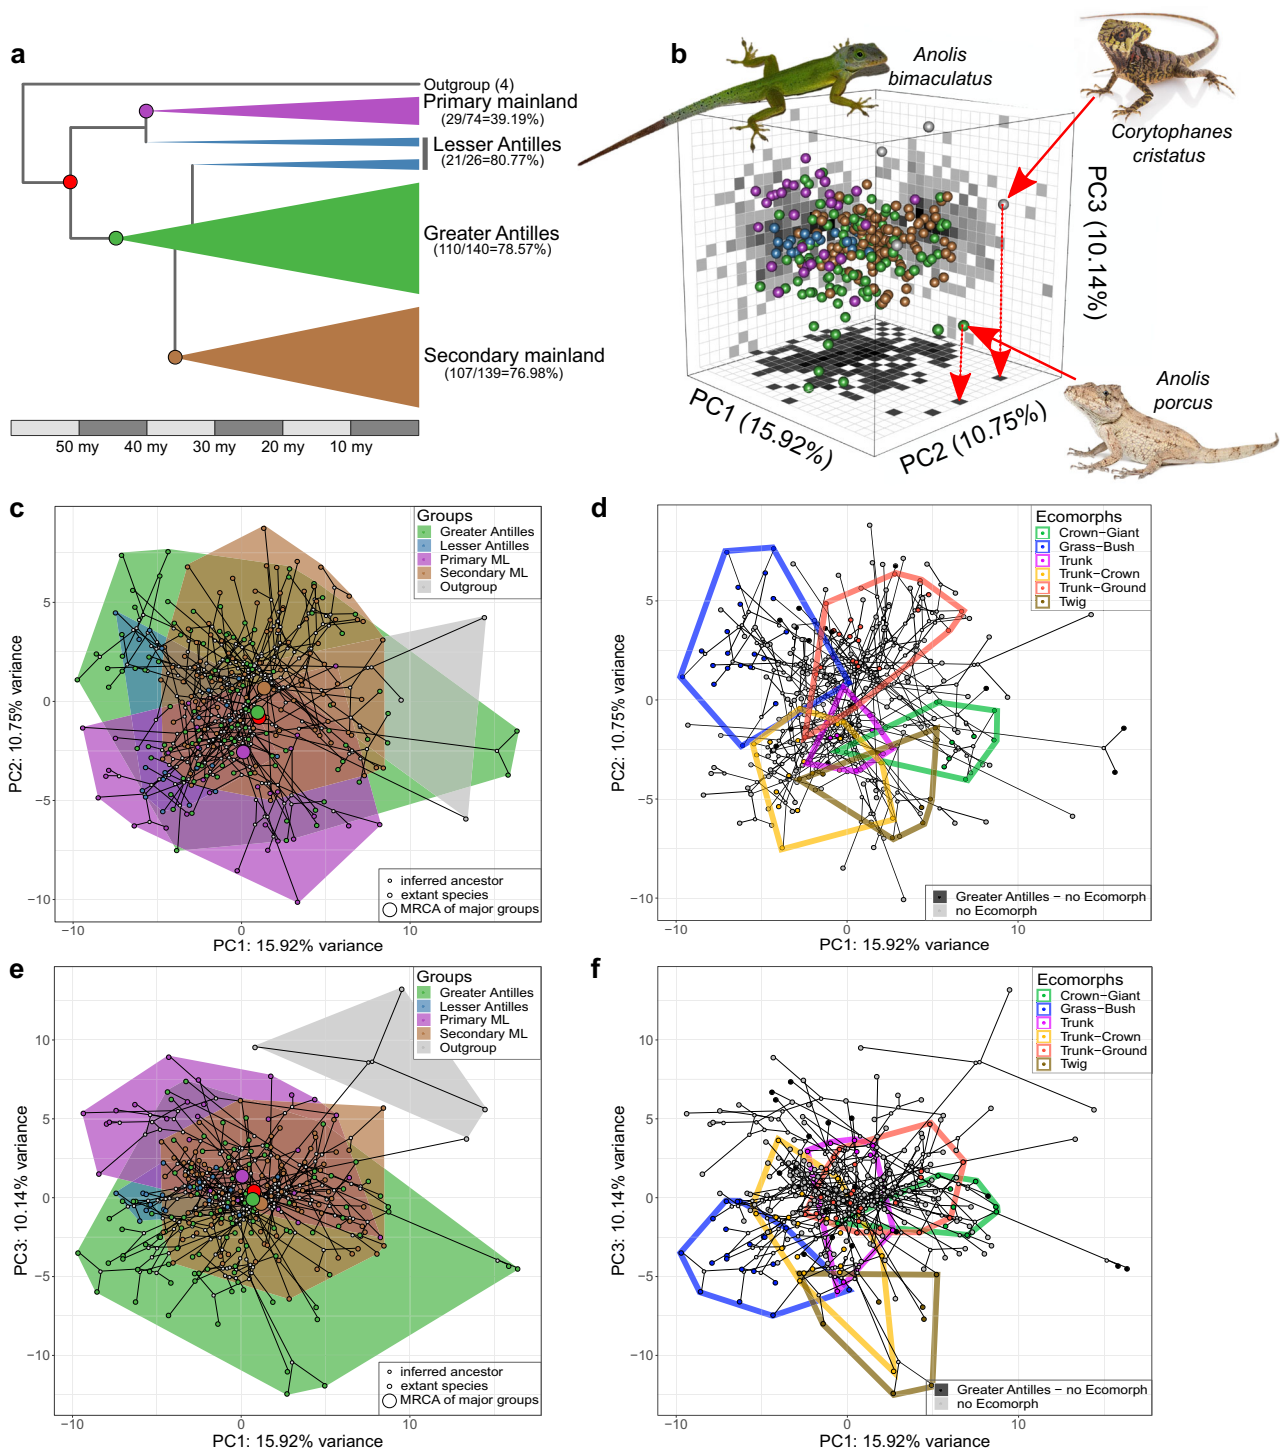 a
Outgroup (4)
Primary mainland
(29/74=39.19%)
Lesser Antilles
(21/26=80.77%)
Greater Antilles
(110/140=78.57%)
Secondary mainland
(107/139=76.98%)
50 my
40 my
30 my
20 my
10 my
b
Anolis
bimaculatus
Corytophanes
cristatus
PC3 (10.14%)
PC1 (15.92%)
PC2 (10.75%)
Anolis
porcus
c
Groups
Greater Antilles
Lesser Antilles
Primary ML
Secondary ML
Outgroup
5
0
−5
−10
PC2: 10.75% variance
inferred ancestor
extant species
MRCA of major groups
−10
0
10
PC1: 15.92% variance
d
Ecomorphs
Crown−Giant
Grass−Bush
Trunk
Trunk−Crown
Trunk−Ground
Twig
5
0
−5
−10
PC2: 10.75% variance
Greater Antilles − no Ecomorph
no Ecomorph
−10
0
10
PC1: 15.92% variance
e
Groups
Greater Antilles
Lesser Antilles
Primary ML
Secondary ML
Outgroup
10
5
0
−5
−10
PC3: 10.14% variance
inferred ancestor
extant species
MRCA of major groups
−10
0
10
PC1: 15.92% variance
f
Ecomorphs
Crown−Giant
Grass−Bush
Trunk
Trunk−Crown
Trunk−Ground
Twig
10
5
0
−5
−10
PC3: 10.14% variance
Greater Antilles − no Ecomorph
no Ecomorph
−10
0
10
PC1: 15.92% variance